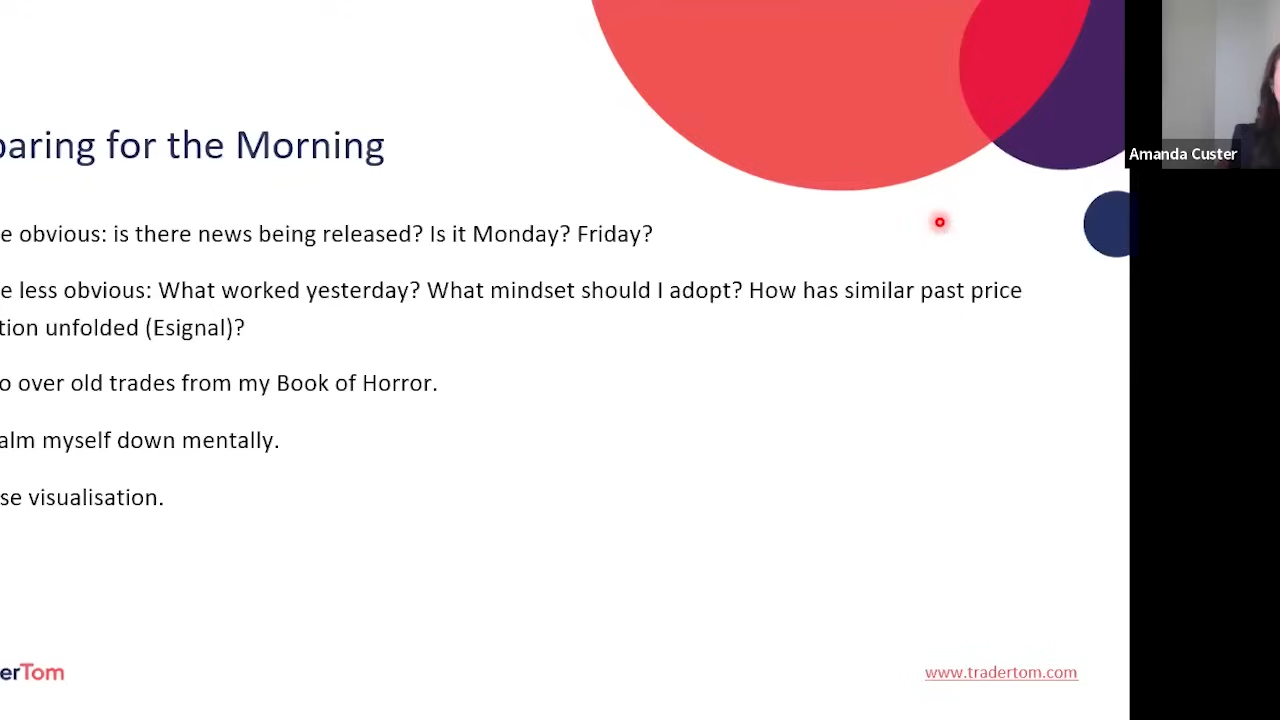 paring for the Morning
Amanda Custer
e obvious: is there news being released? Is it Monday? Friday?
e less obvious: What worked yesterday? What mindset should I adopt? How has similar past price
tion unfolded (Esignal)?
o over old trades from my Book of Horror.
alm myself down mentally.
se visualisation.
erTom
www.tradertom.com